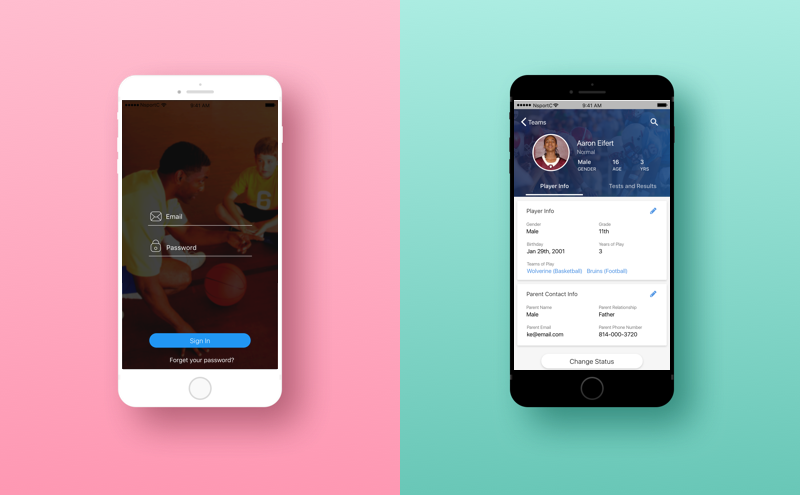 NsportC 9:41 AM
6
Email
Password
Sign In
Forget your password?
NsportC 9:41 AM
Teams
Aaron Eifert
Normal
Male 16 3
GENDER AGE YRS
Player Info Tests and Results
Player Info
Gender Grade
Male 11th
Birthday Years of Play
Jan 29th, 2001 3
Teams of Play
Wolverine (Basketball) Bruins (Football)
Parent Contact Info
Parent Name Parent Relationship
Male Father
Parent Email Parent Phone Number
ke@email.com 814-000-3720
Change Status